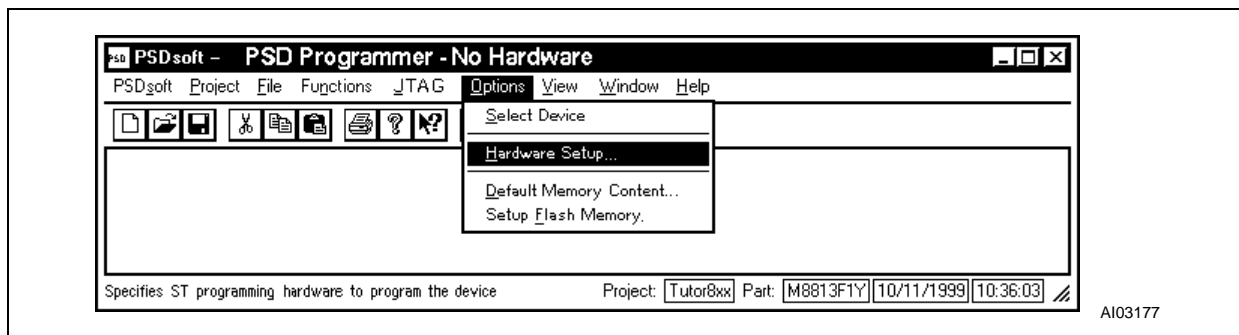 PSD PSDsoft – PSD Programmer - No Hardware
PSDsoft Project File Functions JTAG Options View Window Help
Select Device
Hardware Setup...
Default Memory Content...
Setup Flash Memory.
Specifies ST programming hardware to program the device Project: Tutor8xx Part: M8813F1Y 10/11/1999 10:36:03
AI03177